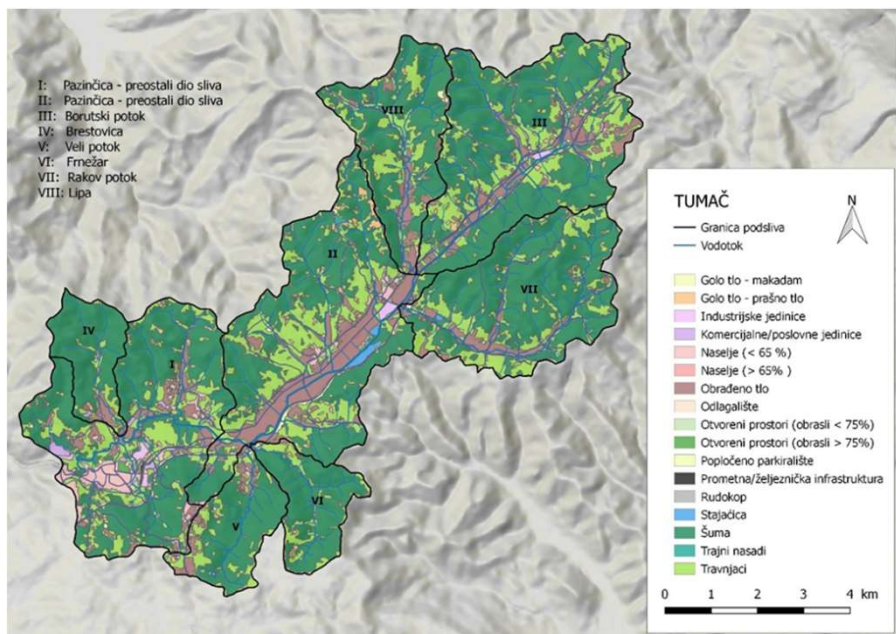 I: Pazinčica - preostali dio sliva
II: Pazinčica - preostali dio sliva
III: Borutski potok
IV: Brestovica
V: Veli potok
VI: Frnežar
VII: Rakov potok
VIII: Lipa
VIII
III
II
VII
IV
I
VI
V
TUMAČ
N
Granica podsliva
Vodotok
Golo tlo - makadam
Golo tlo - prašno tlo
Industrijske jedinice
Komercijalne/poslovne jedinice
Naselje (< 65 %)
Naselje (> 65% )
Obrađeno tlo
Odlagalište
Otvoreni prostori (obrasli < 75%)
Otvoreni prostori (obrasli > 75%)
Popločeno parkiralište
Prometna/željeznička infrastruktura
Rudokop
Stajaćica
Šuma
Trajni nasadi
Travnjaci
0 1 2 3 4 km